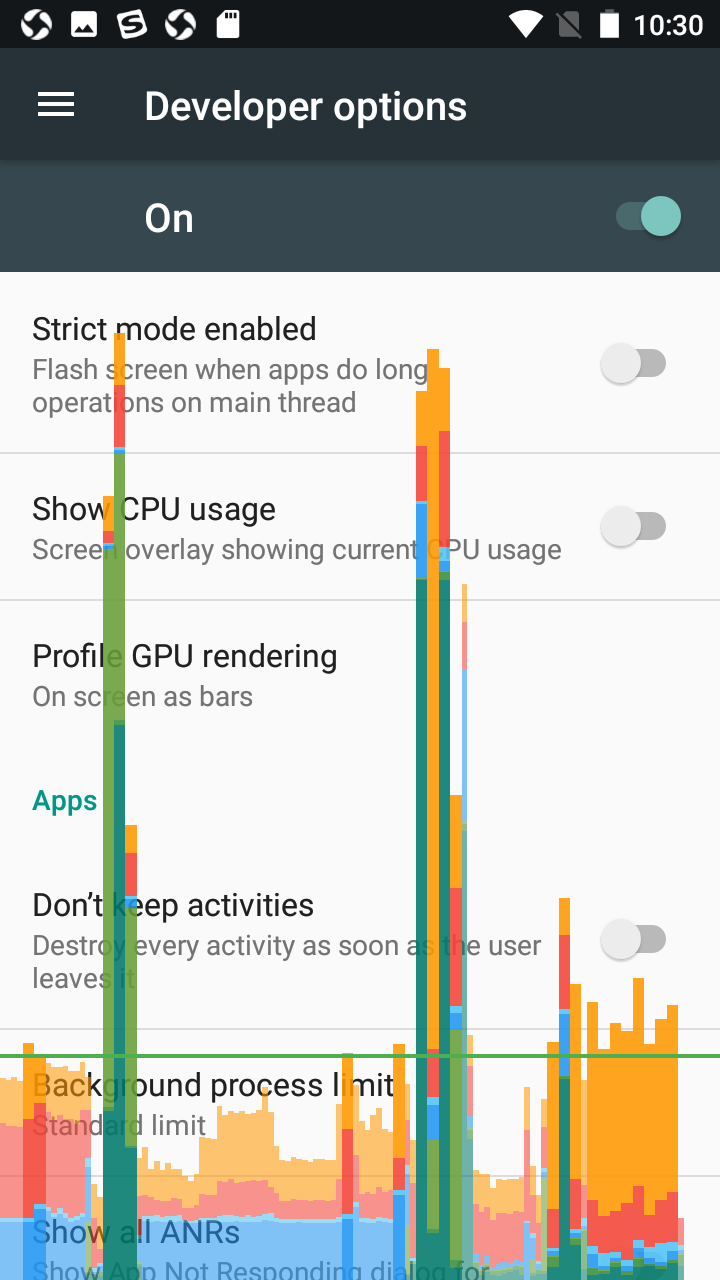 10:30
Developer options
On
Strict mode enabled
Flash screen when apps do long
operations on main thread
Show CPU usage
Screen overlay showing current CPU usage
Profile GPU rendering
On screen as bars
Apps
Don't keep activities
Destroy every activity as soon as the user
leaves it
Background process limit
Standard limit
Show all ANRs
Show App Not Responding dialog for